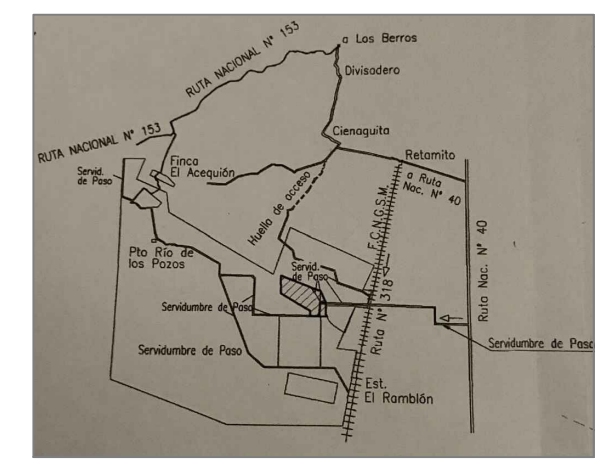 a Los Berros
RUTA NACIONAL N° 153
Divisadero
Cienaguita
RUTA NACIONAL N° 153
Retamito
Finca
El Acequión
Servid.
de Paso
a Ruta
Nac. N° 40
Huella de acceso
F.C.N.G.S.M.
Ruta Nac. N° 40
Pto Río de
los Pozos
Servid.
de Paso
Servidumbre de Paso
Ruta N° 318
Servidumbre de Paso
Servidumbre de Paso
Est.
El Ramblón